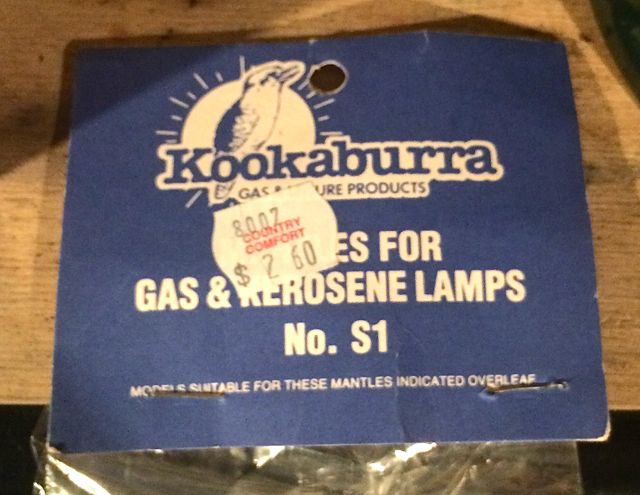 Kookaburra
GAS & URE PRODUCTS
8007
COUNTRY
COMFORT
$ 2 60
ES FOR
GAS & KEROSENE LAMPS
No. S1
MODELS SUITABLE FOR THESE MANTLES INDICATED OVERLEAF